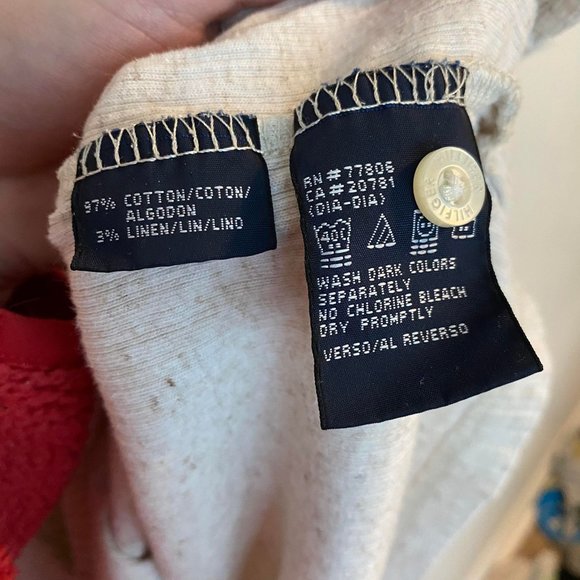 97% COTTON/COTON/
ALGODON
3% LINEN/LIN/LINO
RN#77806
CA#20781
(DIA-DIA)
40
WASH DARK COLORS
SEPARATELY
NO CHLORINE BLEACH
DRY PROMPTLY
VERSO/AL REVERSO
HILFIGER